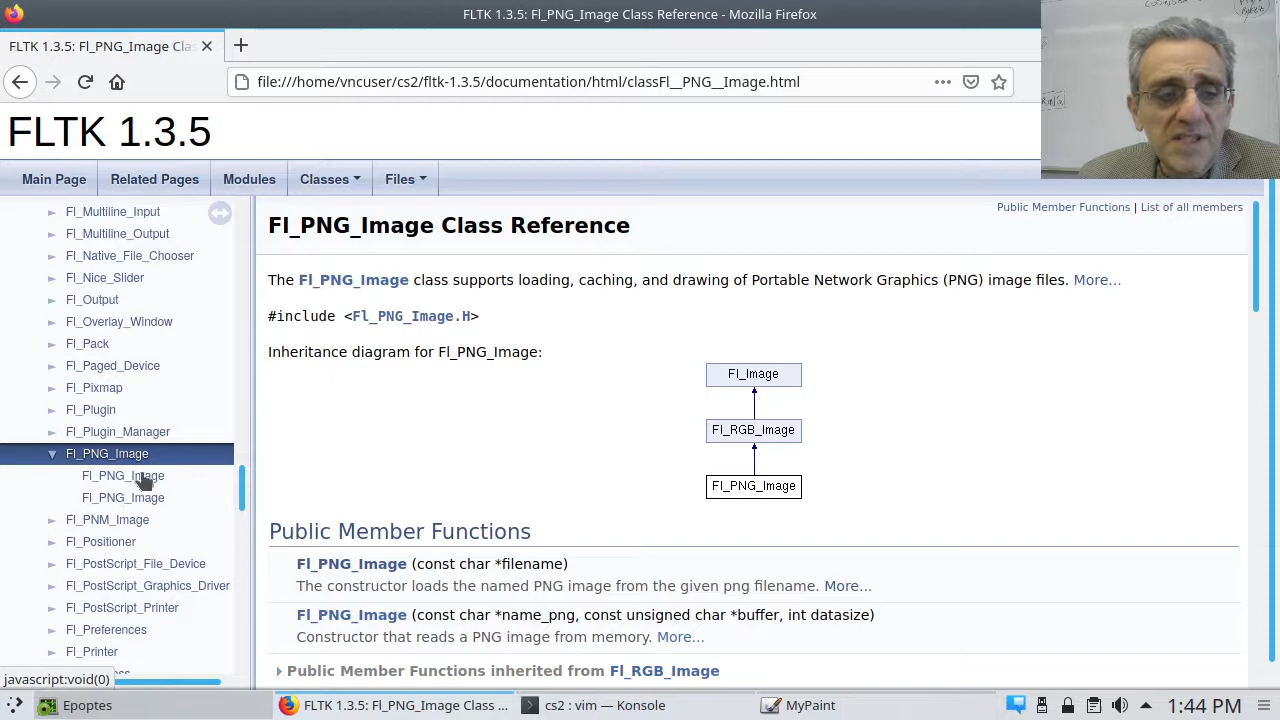 FLTK 1.3.5: Fl_PNG_Image Class Reference - Mozilla Firefox
FLTK 1.3.5: Fl_PNG_Image Cla
file:///home/vncuser/cs2/fltk-1.3.5/documentation/html/classFl__PNG__Image.html
FLTK 1.3.5
Main Page
Related Pages
Modules
Classes
Files
Fl_Multiline_Input
Fl_Multiline_Output
Fl_Native_File_Chooser
Fl_Nice_Slider
Fl_Output
Fl_Overlay_Window
Fl_Pack
Fl_Paged_Device
Fl_Pixmap
Fl_Plugin
Fl_Plugin_Manager
Fl_PNG_Image
Fl_PNG_Image
Fl_PNG_Image
Fl_PNM_Image
Fl_Positioner
Fl_PostScript_File_Device
Fl_PostScript_Graphics_Driver
Fl_PostScript_Printer
Fl_Preferences
Fl_Printer
javascript:void(0)
Public Member Functions | List of all members
Fl_PNG_Image Class Reference
The Fl_PNG_Image class supports loading, caching, and drawing of Portable Network Graphics (PNG) image files. More...
#include <Fl_PNG_Image.H>
Inheritance diagram for Fl_PNG_Image:
Fl_Image
Fl_RGB_Image
Fl_PNG_Image
Public Member Functions
Fl_PNG_Image (const char *filename)
The constructor loads the named PNG image from the given png filename. More...
Fl_PNG_Image (const char *name_png, const unsigned char *buffer, int datasize)
Constructor that reads a PNG image from memory. More...
Public Member Functions inherited from Fl_RGB_Image
Epoptes
FLTK 1.3.5: Fl_PNG_Image Class ...
cs2 : vim — Konsole
MyPaint
1:44 PM